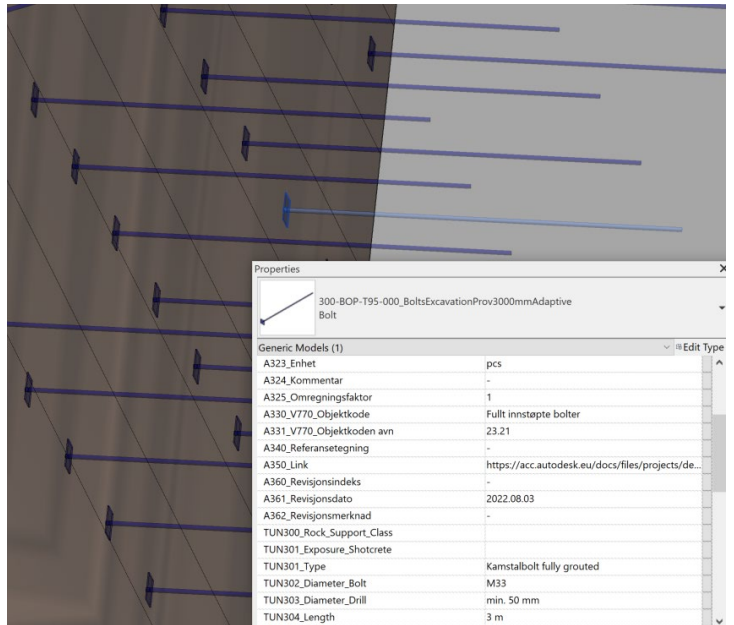 Properties
300-BOP-T95-000_BoltsExcavationProv3000mmAdaptive
Bolt
Generic Models (1) Edit Type
A323_Enhet pcs
A324_Kommentar -
A325_Omregningsfaktor 1
A330_V770_Objektkode Fullt innstøpte bolter
A331_V770_Objektkoden avn 23.21
A340_Referansetegning -
A350_Link https://acc.autodesk.eu/docs/files/projects/de...
A360_Revisjonsindeks -
A361_Revisjonsdato 2022.08.03
A362_Revisjonsmerknad -
TUN300_Rock_Support_Class
TUN301_Exposure_Shotcrete
TUN301_Type Kamstalbolt fully grouted
TUN302_Diameter_Bolt M33
TUN303_Diameter_Drill min. 50 mm
TUN304_Length 3 m